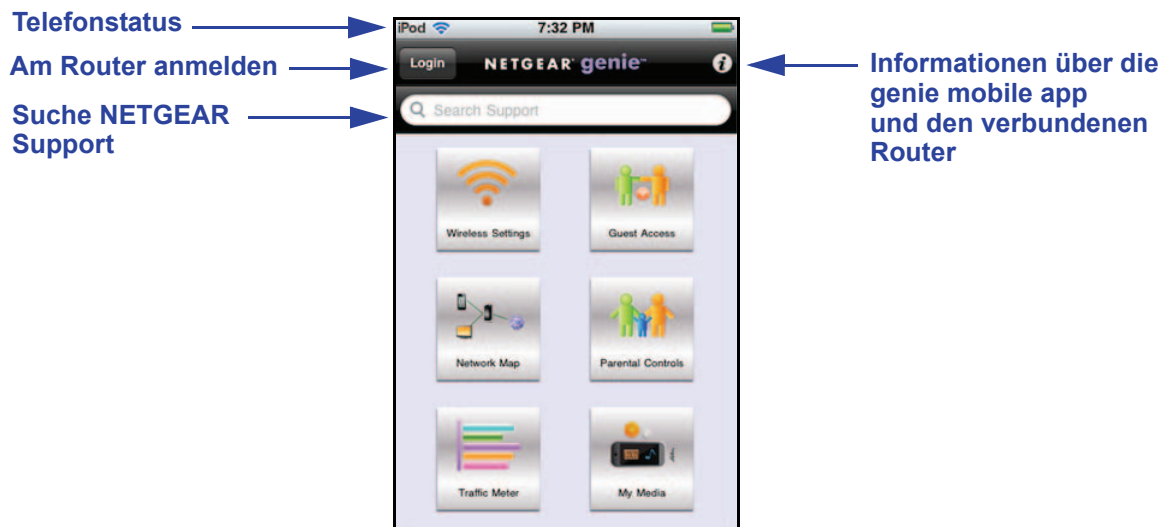 Telefonstatus
Am Router anmelden
Suche NETGEAR
Support
iPod 7:32 PM
Login NETGEAR® genie™ i
Search Support
Wireless Settings Guest Access
Network Map Parental Controls
Traffic Meter My Media
Informationen über die
genie mobile app
und den verbundenen
Router